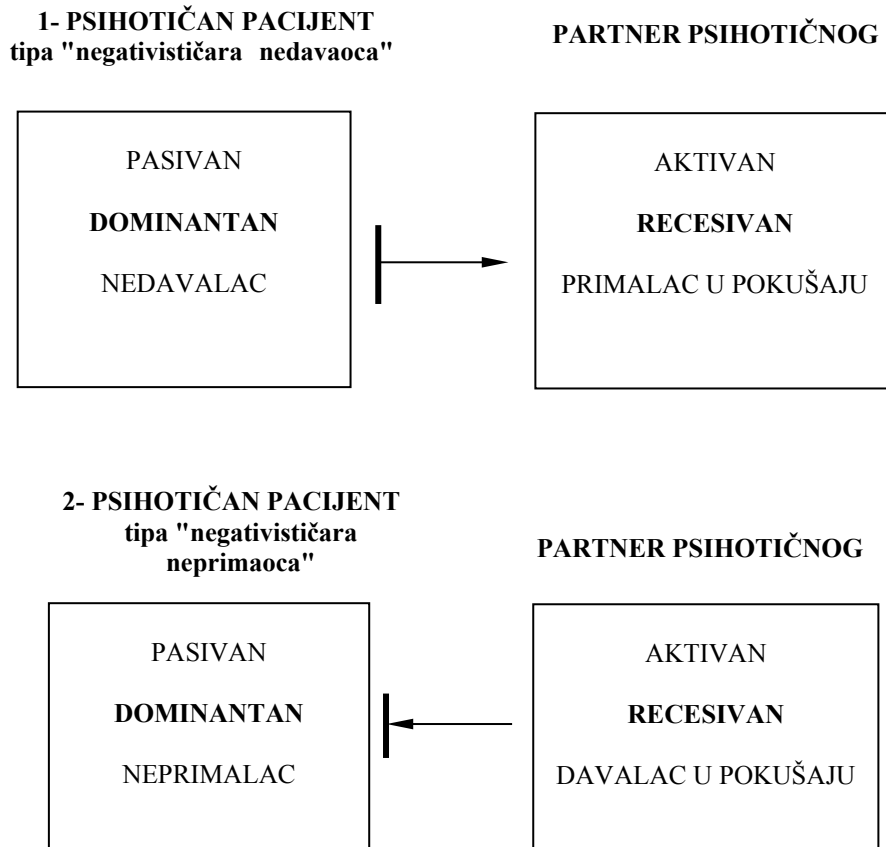 1- PSIHOTIČAN PACIJENT
tipa "negativističara nedavaoca"
PARTNER PSIHOTIČNOG
PASIVAN
DOMINANTAN
NEDAVALAC
AKTIVAN
RECESIVAN
PRIMALAC U POKUŠAJU
2- PSIHOTIČAN PACIJENT
tipa "negativističara
neprimaoca"
PARTNER PSIHOTIČNOG
PASIVAN
DOMINANTAN
NEPRIMALAC
AKTIVAN
RECESIVAN
DAVALAC U POKUŠAJU